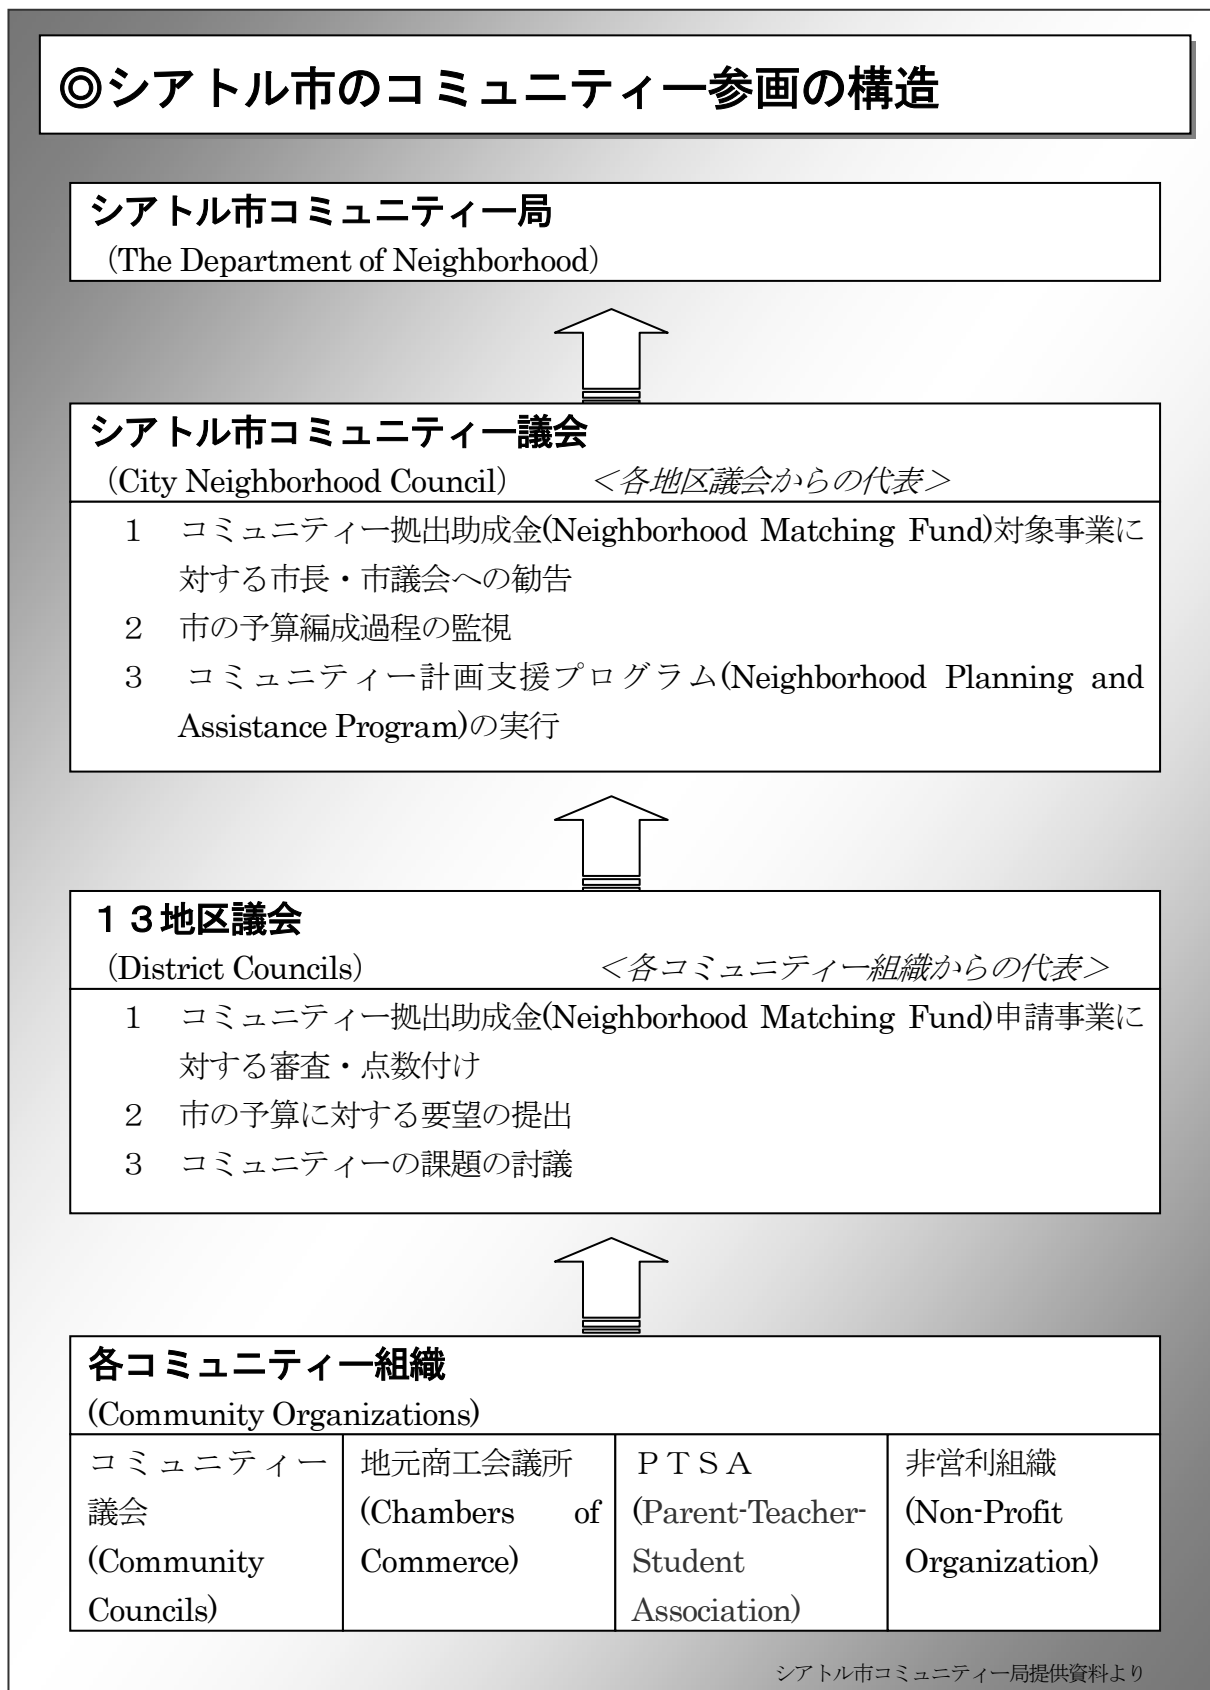 ◎シアトル市のコミュニティー参画の構造
シアトル市コミュニティー局
(The Department of Neighborhood)
シアトル市コミュニティー議会
(City Neighborhood Council) ＜各地区議会からの代表＞
１ コミュニティー拠出助成金(Neighborhood Matching Fund)対象事業に
対する市長・市議会への勧告
２ 市の予算編成過程の監視
３ コミュニティー計画支援プログラム(Neighborhood Planning and
Assistance Program)の実行
１３地区議会
(District Councils) ＜各コミュニティー組織からの代表＞
１ コミュニティー拠出助成金(Neighborhood Matching Fund)申請事業に
対する審査・点数付け
２ 市の予算に対する要望の提出
３ コミュニティーの課題の討議
各コミュニティー組織
(Community Organizations)
コミュニティー
議会
(Community
Councils)
地元商工会議所
(Chambers of
Commerce)
ＰＴＳＡ
(Parent-Teacher-
Student
Association)
非営利組織
(Non-Profit
Organization)
シアトル市コミュニティー局提供資料より